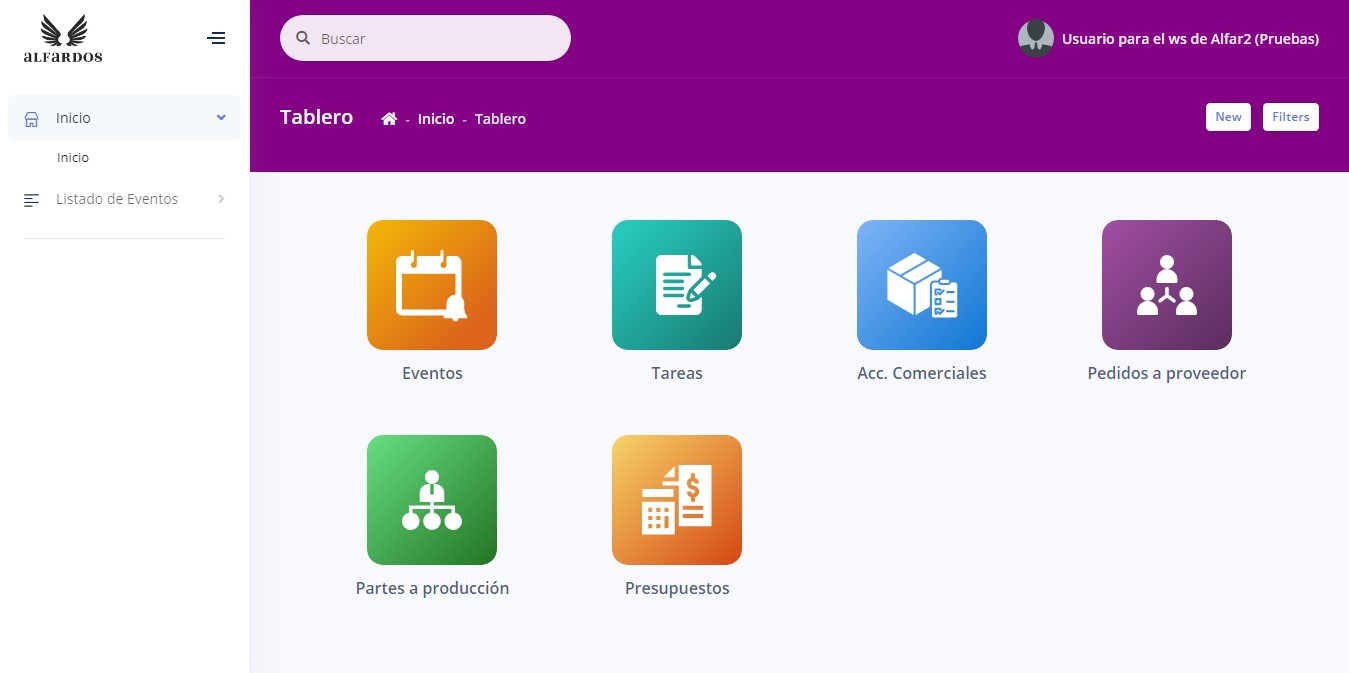 ALFARDOS
Buscar
Usuario para el ws de Alfar2 (Pruebas)
Inicio
Inicio
Listado de Eventos
Tablero
- Inicio - Tablero
New
Filters
Eventos
Tareas
Acc. Comerciales
Pedidos a proveedor
$
Partes a producción
Presupuestos